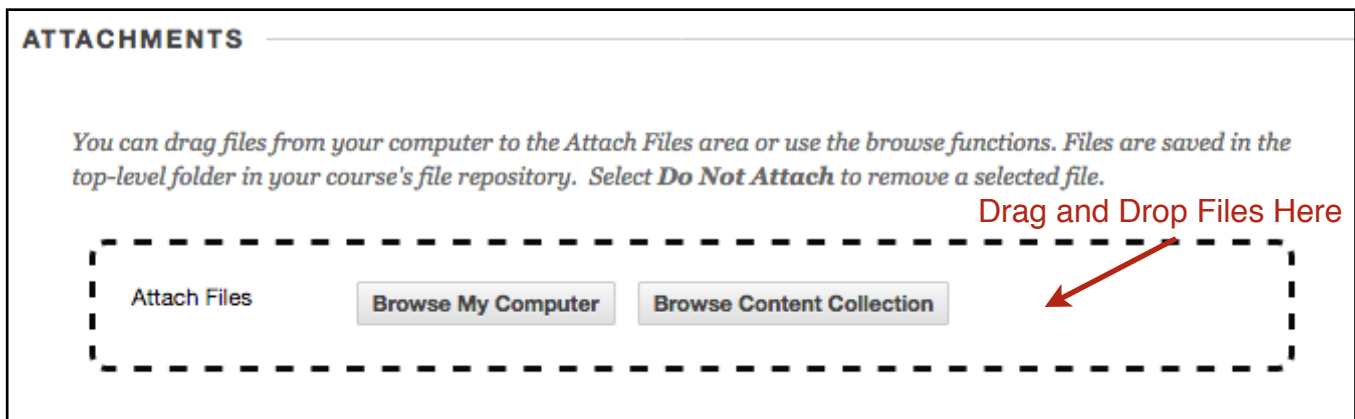 ATTACHMENTS
You can drag files from your computer to the Attach Files area or use the browse functions. Files are saved in the
top-level folder in your course's file repository.  Select Do Not Attach to remove a selected file.
Drag and Drop Files Here
Attach Files Browse My Computer Browse Content Collection